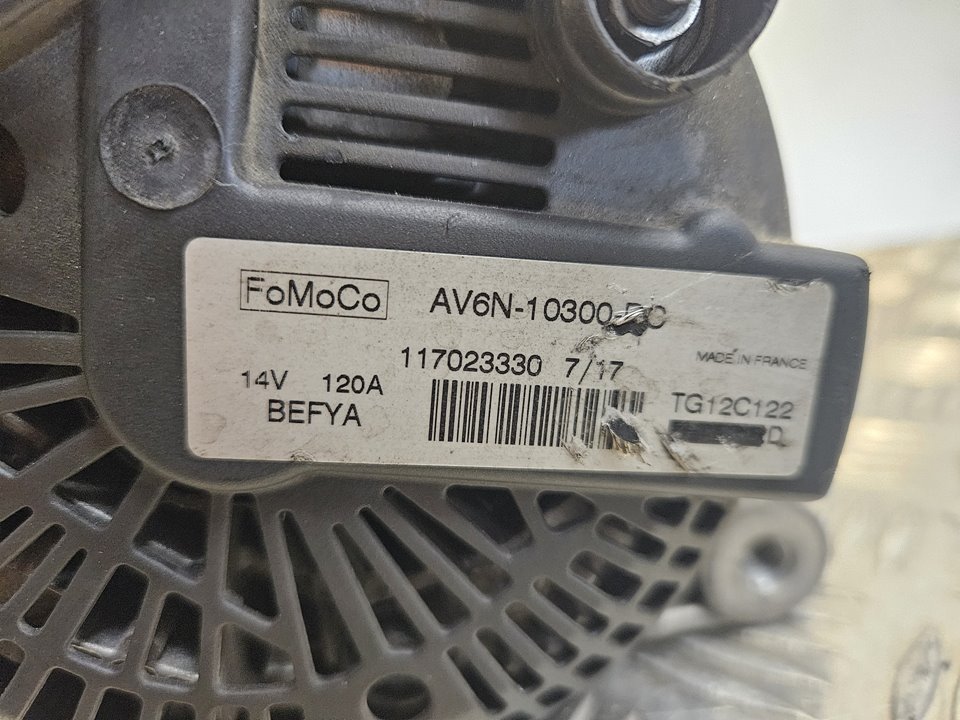 FoMoCo
AV6N-10300-
117023330 7/17
MADE IN FRANCE
14V 120A
BEFYA
TG12C122
D